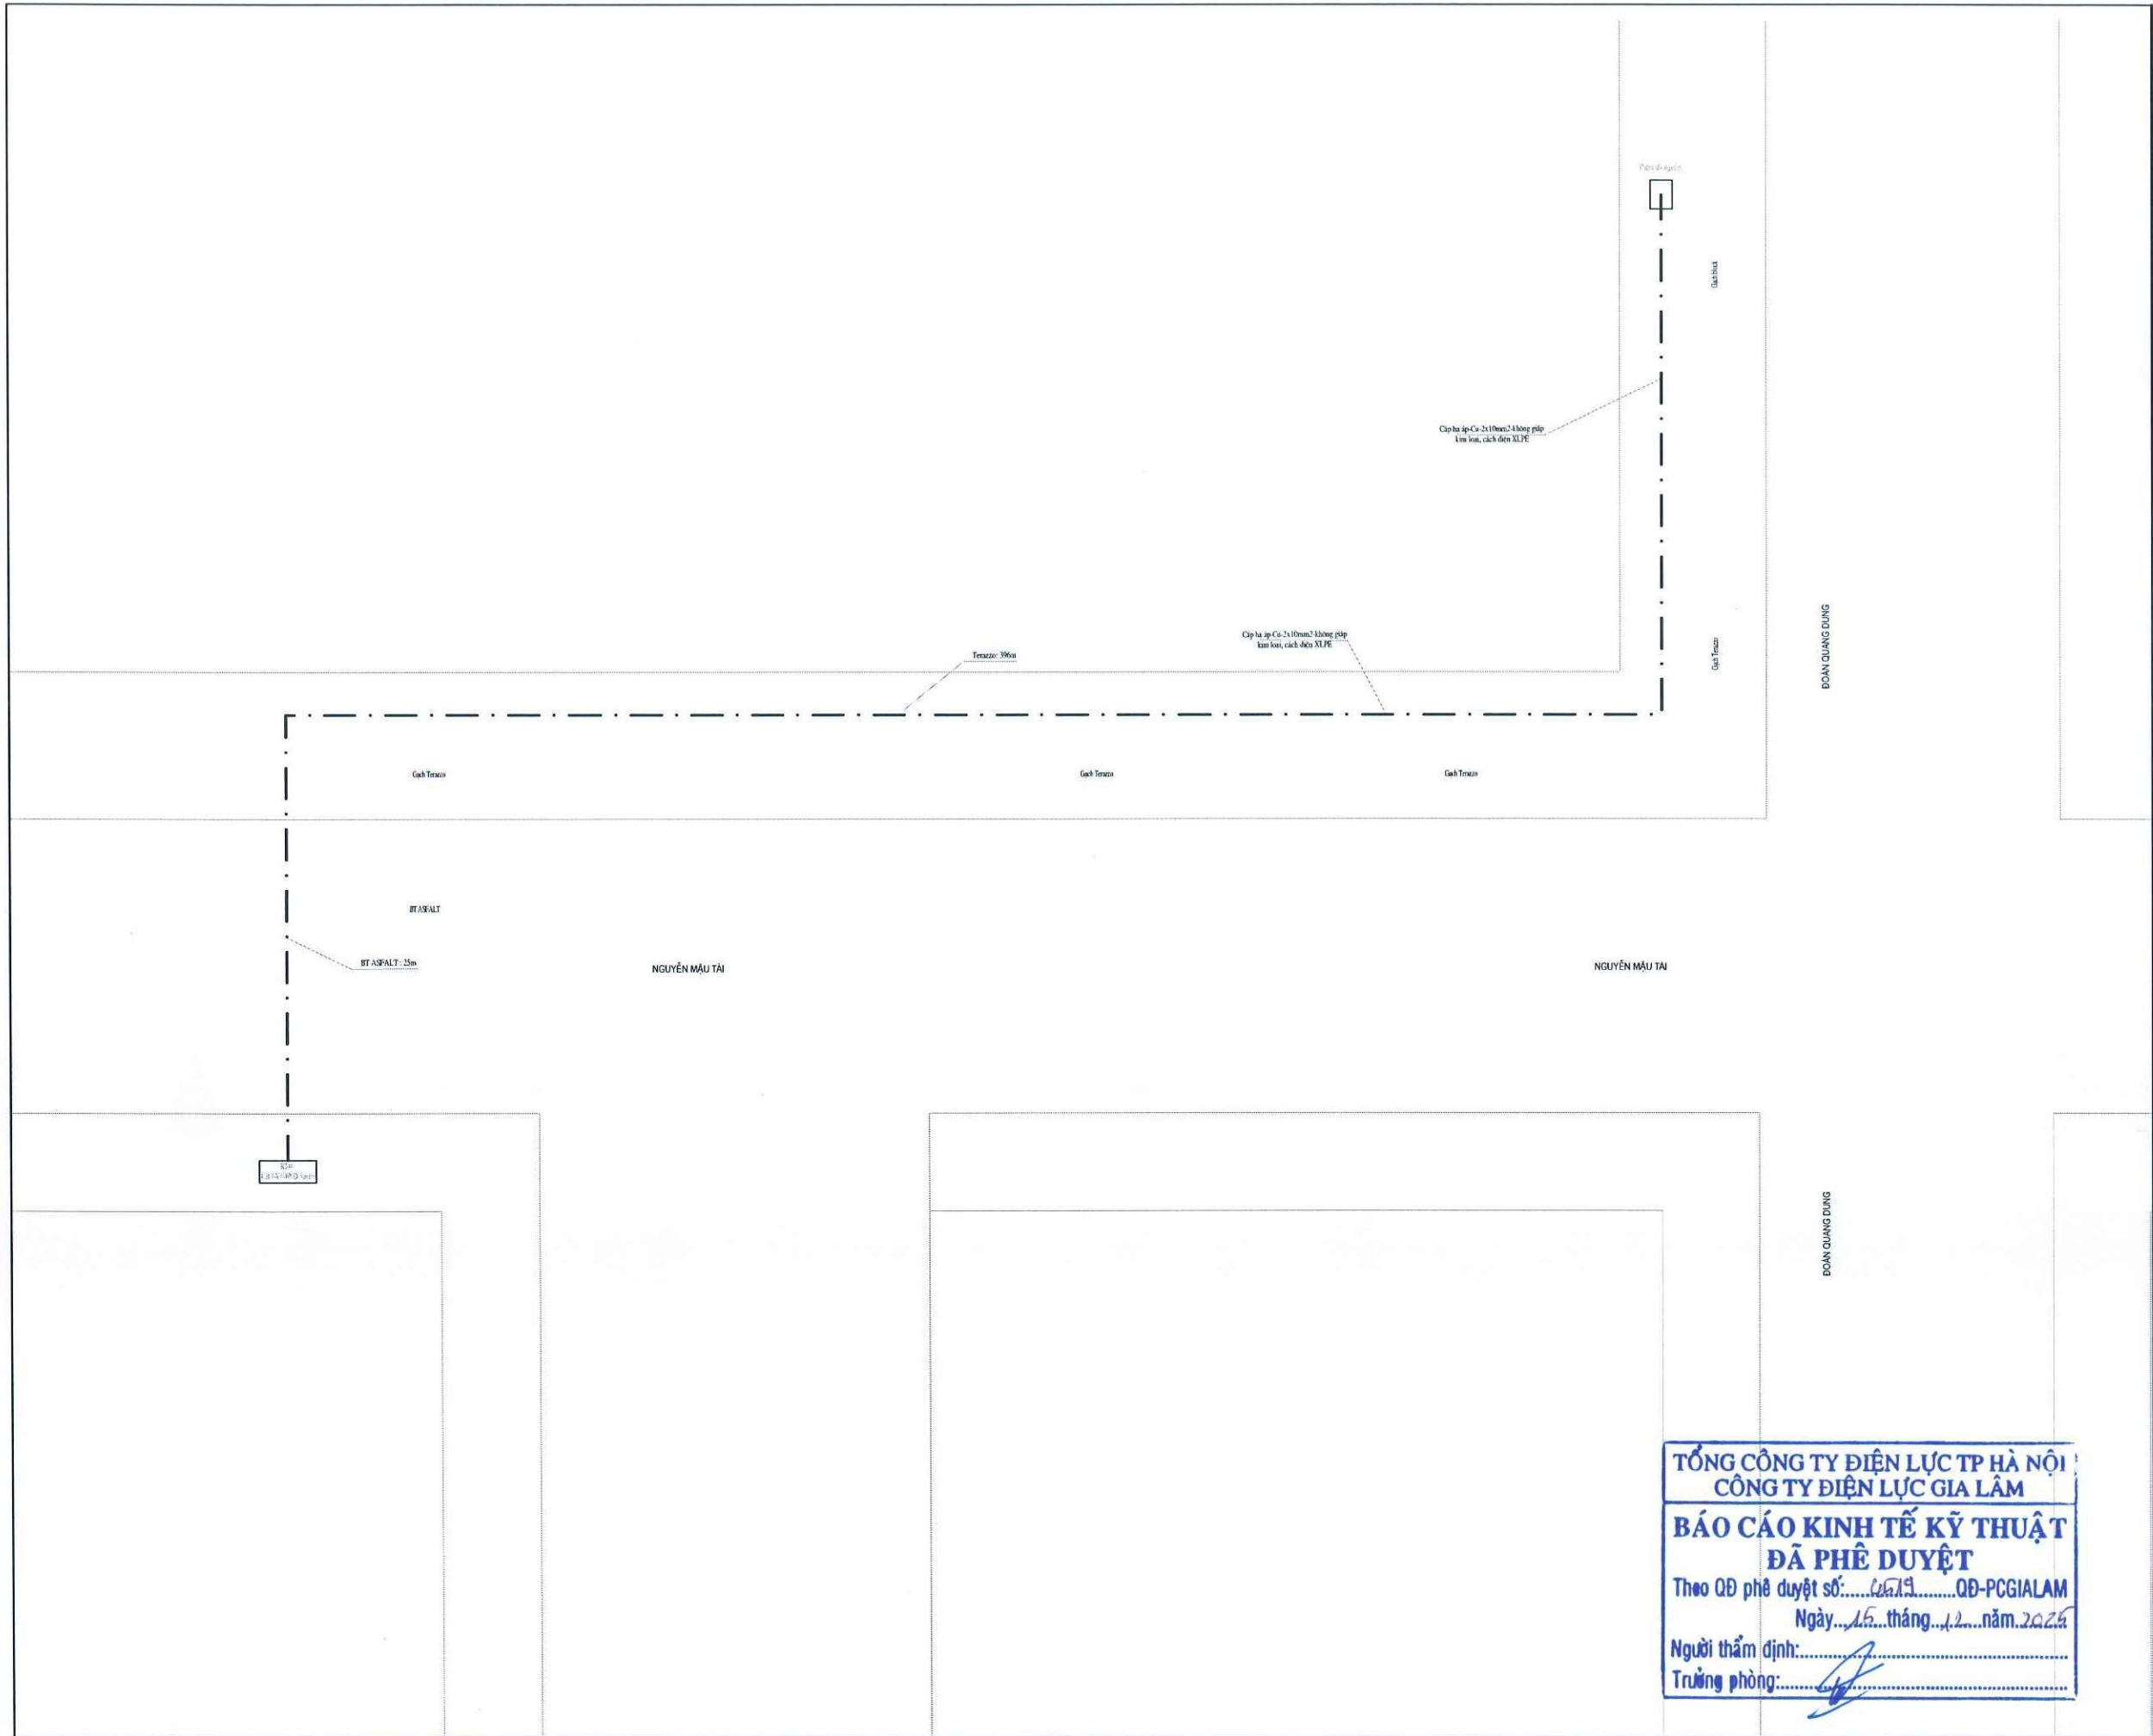 Gạch block
Cáp hạ áp-Cu-2x10mm2-không giáp
kim loại, cách điện XLPE
Cáp hạ áp-Cu-2x10mm2-không giáp
kim loại, cách điện XLPE
Terazzo: 396m
Gạch Terazzo
ĐOÀN QUANG DUNG
Gạch Terazzo
Gạch Terazzo
Gạch Terazzo
BT ASFALT
BT ASFALT : 25m
NGUYỄN MẬU TÀI
NGUYỄN MẬU TÀI
ĐOÀN QUANG DUNG
TỔNG CÔNG TY ĐIỆN LỰC TP HÀ NỘI
CÔNG TY ĐIỆN LỰC GIA LÂM
BÁO CÁO KINH TẾ KỸ THUẬT
ĐÃ PHÊ DUYỆT
Theo QĐ phê duyệt số:..............QĐ-PCGIALAM
Ngày...15...tháng...12...năm.2025
Người thẩm định:..............
Trưởng phòng:..............